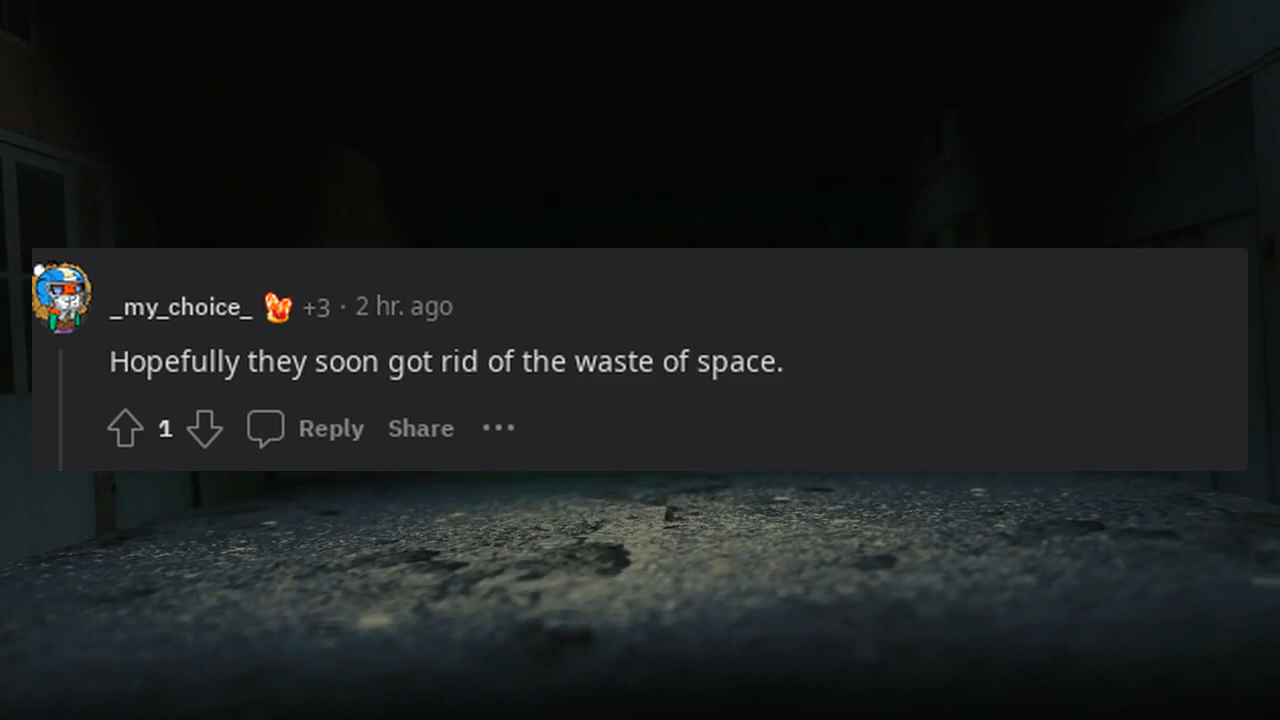 _my_choice_ +3 · 2 hr. ago
Hopefully they soon got rid of the waste of space.
1 Reply Share ...